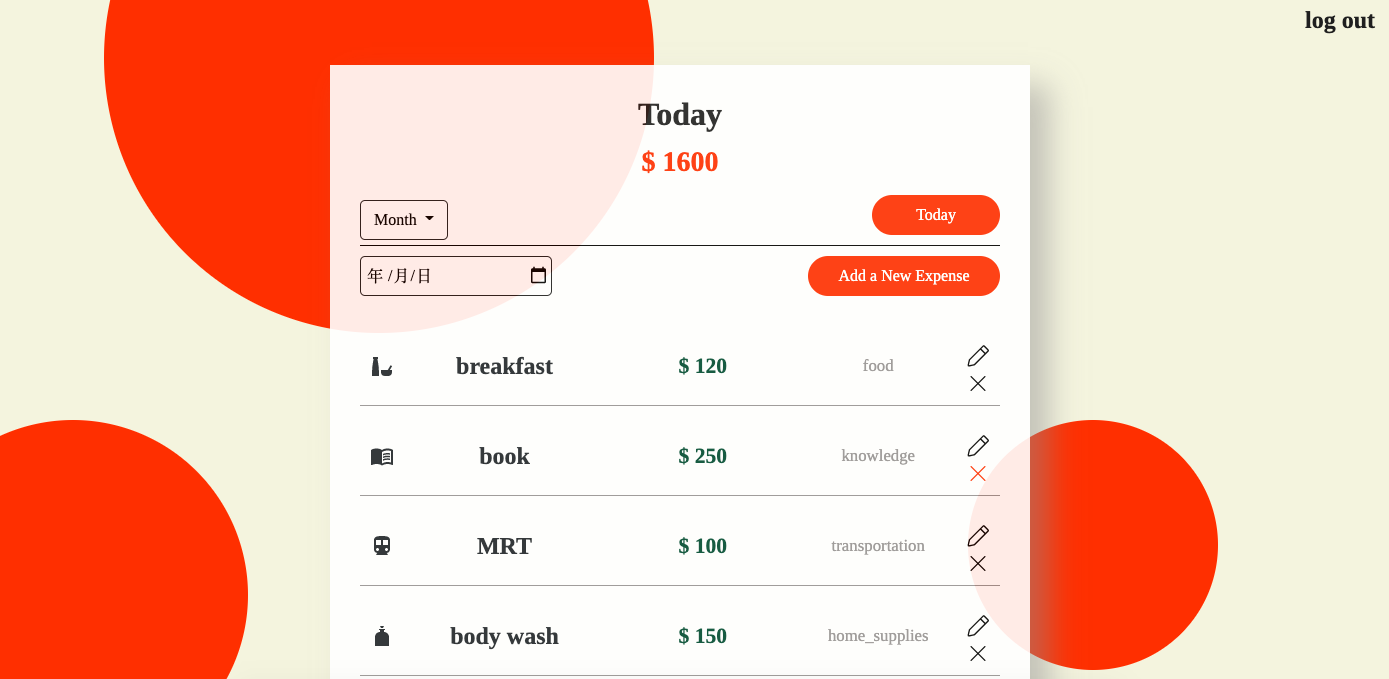 log out
Today
$ 1600
Month
Today
年 /月/日
Add a New Expense
breakfast $ 120 food
book $ 250 knowledge
MRT $ 100 transportation
body wash $ 150 home_supplies